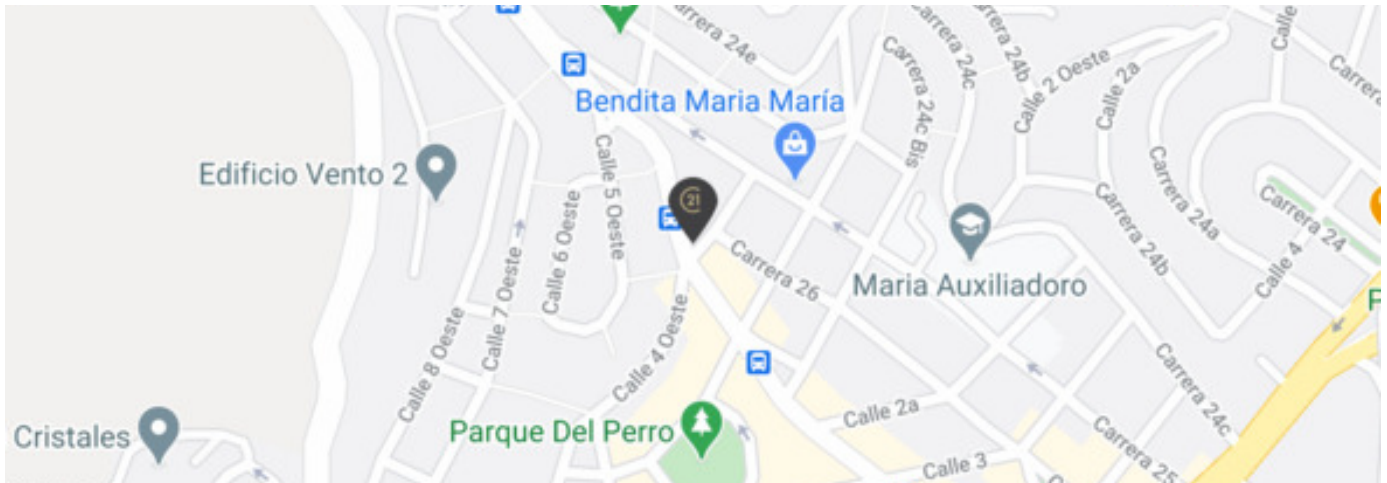 Carrera 24e
Carrera 24c
Carrera 24b
Calle 2 Oeste
Calle 2a
Calle
Carrera
Bendita Maria María
Carrera 24c Bis
Edificio Vento 2
Calle 5 Oeste
21
Calle 6 Oeste
Calle 7 Oeste
Carrera 24a
Carrera 24
Carrera 24b
Calle 4
Carrera 26
Maria Auxiliadoro
P
Calle 8 Oeste
Calle 4 Oeste
Carrera 24c
Calle 2a
Cristales
Parque Del Perro
Calle 3
Carrera 25